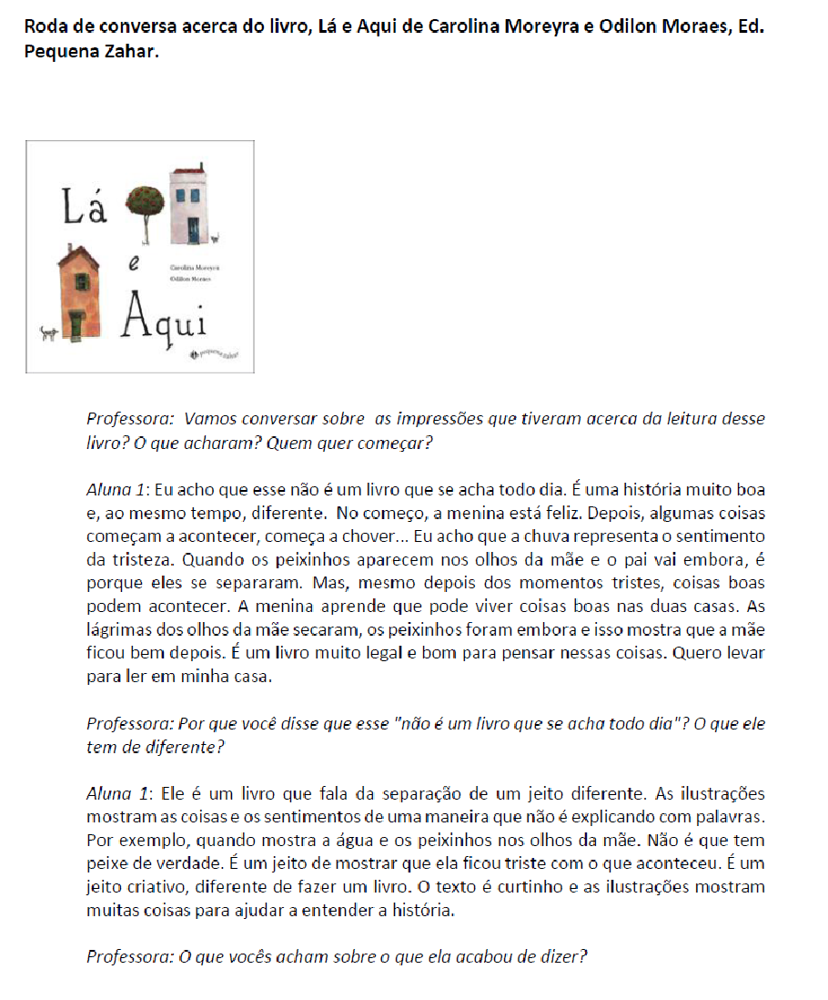 Roda de conversa acerca do livro, Lá e Aqui de Carolina Moreyra e Odilon Moraes, Ed.
Pequena Zahar.
Lá
e
Carolina Moreyra
Odilon Moraes
Aqui
pequena zahar
Professora:  Vamos conversar sobre  as impressões que tiveram acerca da leitura desse
livro? O que acharam? Quem quer começar?
Aluna 1: Eu acho que esse não é um livro que se acha todo dia. É uma história muito boa
e, ao mesmo tempo, diferente.  No começo, a menina está feliz. Depois, algumas coisas
começam a acontecer, começa a chover... Eu acho que a chuva representa o sentimento
da tristeza. Quando os peixinhos aparecem nos olhos da mãe e o pai vai embora, é
porque eles se separaram. Mas, mesmo depois dos momentos tristes, coisas boas
podem acontecer. A menina aprende que pode viver coisas boas nas duas casas. As
lágrimas dos olhos da mãe secaram, os peixinhos foram embora e isso mostra que a mãe
ficou bem depois. É um livro muito legal e bom para pensar nessas coisas. Quero levar
para ler em minha casa.
Professora: Por que você disse que esse "não é um livro que se acha todo dia"? O que ele
tem de diferente?
Aluna 1: Ele é um livro que fala da separação de um jeito diferente. As ilustrações
mostram as coisas e os sentimentos de uma maneira que não é explicando com palavras.
Por exemplo, quando mostra a água e os peixinhos nos olhos da mãe. Não é que tem
peixe de verdade. É um jeito de mostrar que ela ficou triste com o que aconteceu. É um
jeito criativo, diferente de fazer um livro. O texto é curtinho e as ilustrações mostram
muitas coisas para ajudar a entender a história.
Professora: O que vocês acham sobre o que ela acabou de dizer?